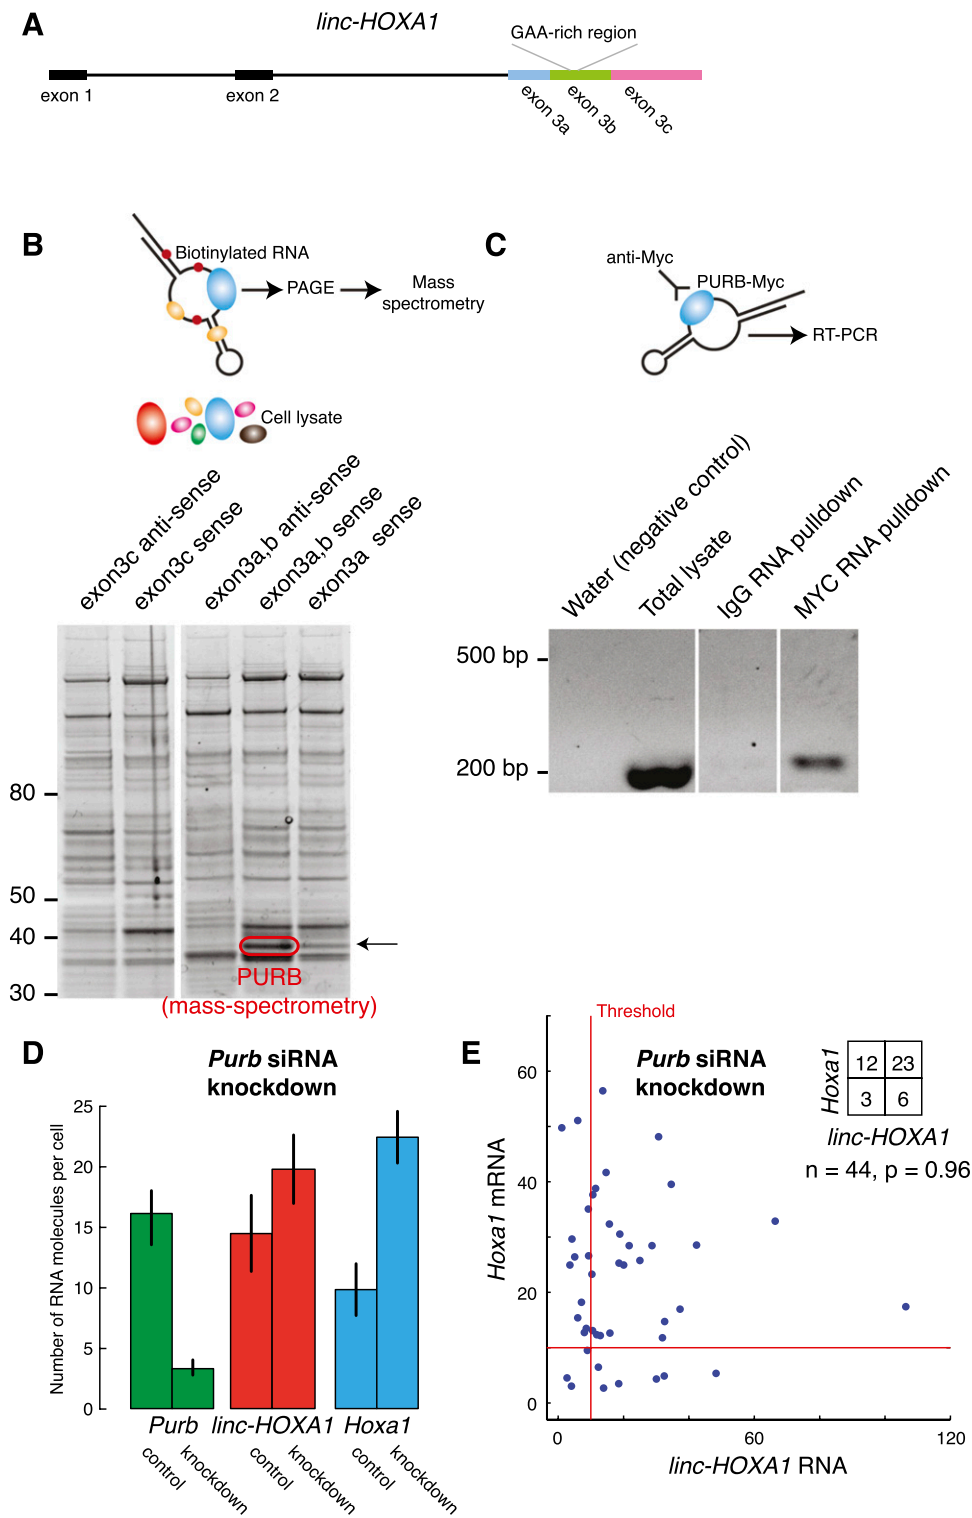 A
linc-HOXA1
GAA-rich region
exon 1
exon 2
exon 3a
exon 3b
exon 3c
B
Biotinylated RNA
PAGE
Mass
spectrometry
Cell lysate
exon3c anti-sense
exon3c sense
exon3a,b anti-sense
exon3a,b sense
exon3a sense
80
50
40
30
PURB
(mass-spectrometry)
C
anti-Myc
PURB-Myc
RT-PCR
Water (negative control)
Total lysate
IgG RNA pulldown
MYC RNA pulldown
500 bp
200 bp
D
Purb siRNA
knockdown
Number of RNA molecules per cell
25
20
15
10
5
0
Purb
linc-HOXA1
Hoxa1
control
knockdown
control
knockdown
control
knockdown
E
Threshold
Purb siRNA
knockdown
Hoxa1
12 23
3 6
linc-HOXA1
n = 44, p = 0.96
Hoxa1 mRNA
60
40
20
0
0
60
120
linc-HOXA1 RNA